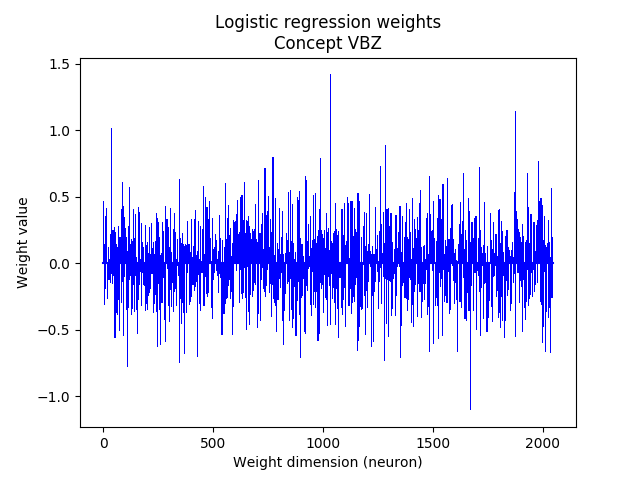 Logistic regression weights
Concept VBZ
1.5
1.0
0.5
0.0
−0.5
−1.0
Weight value
0
500
1000
1500
2000
Weight dimension (neuron)